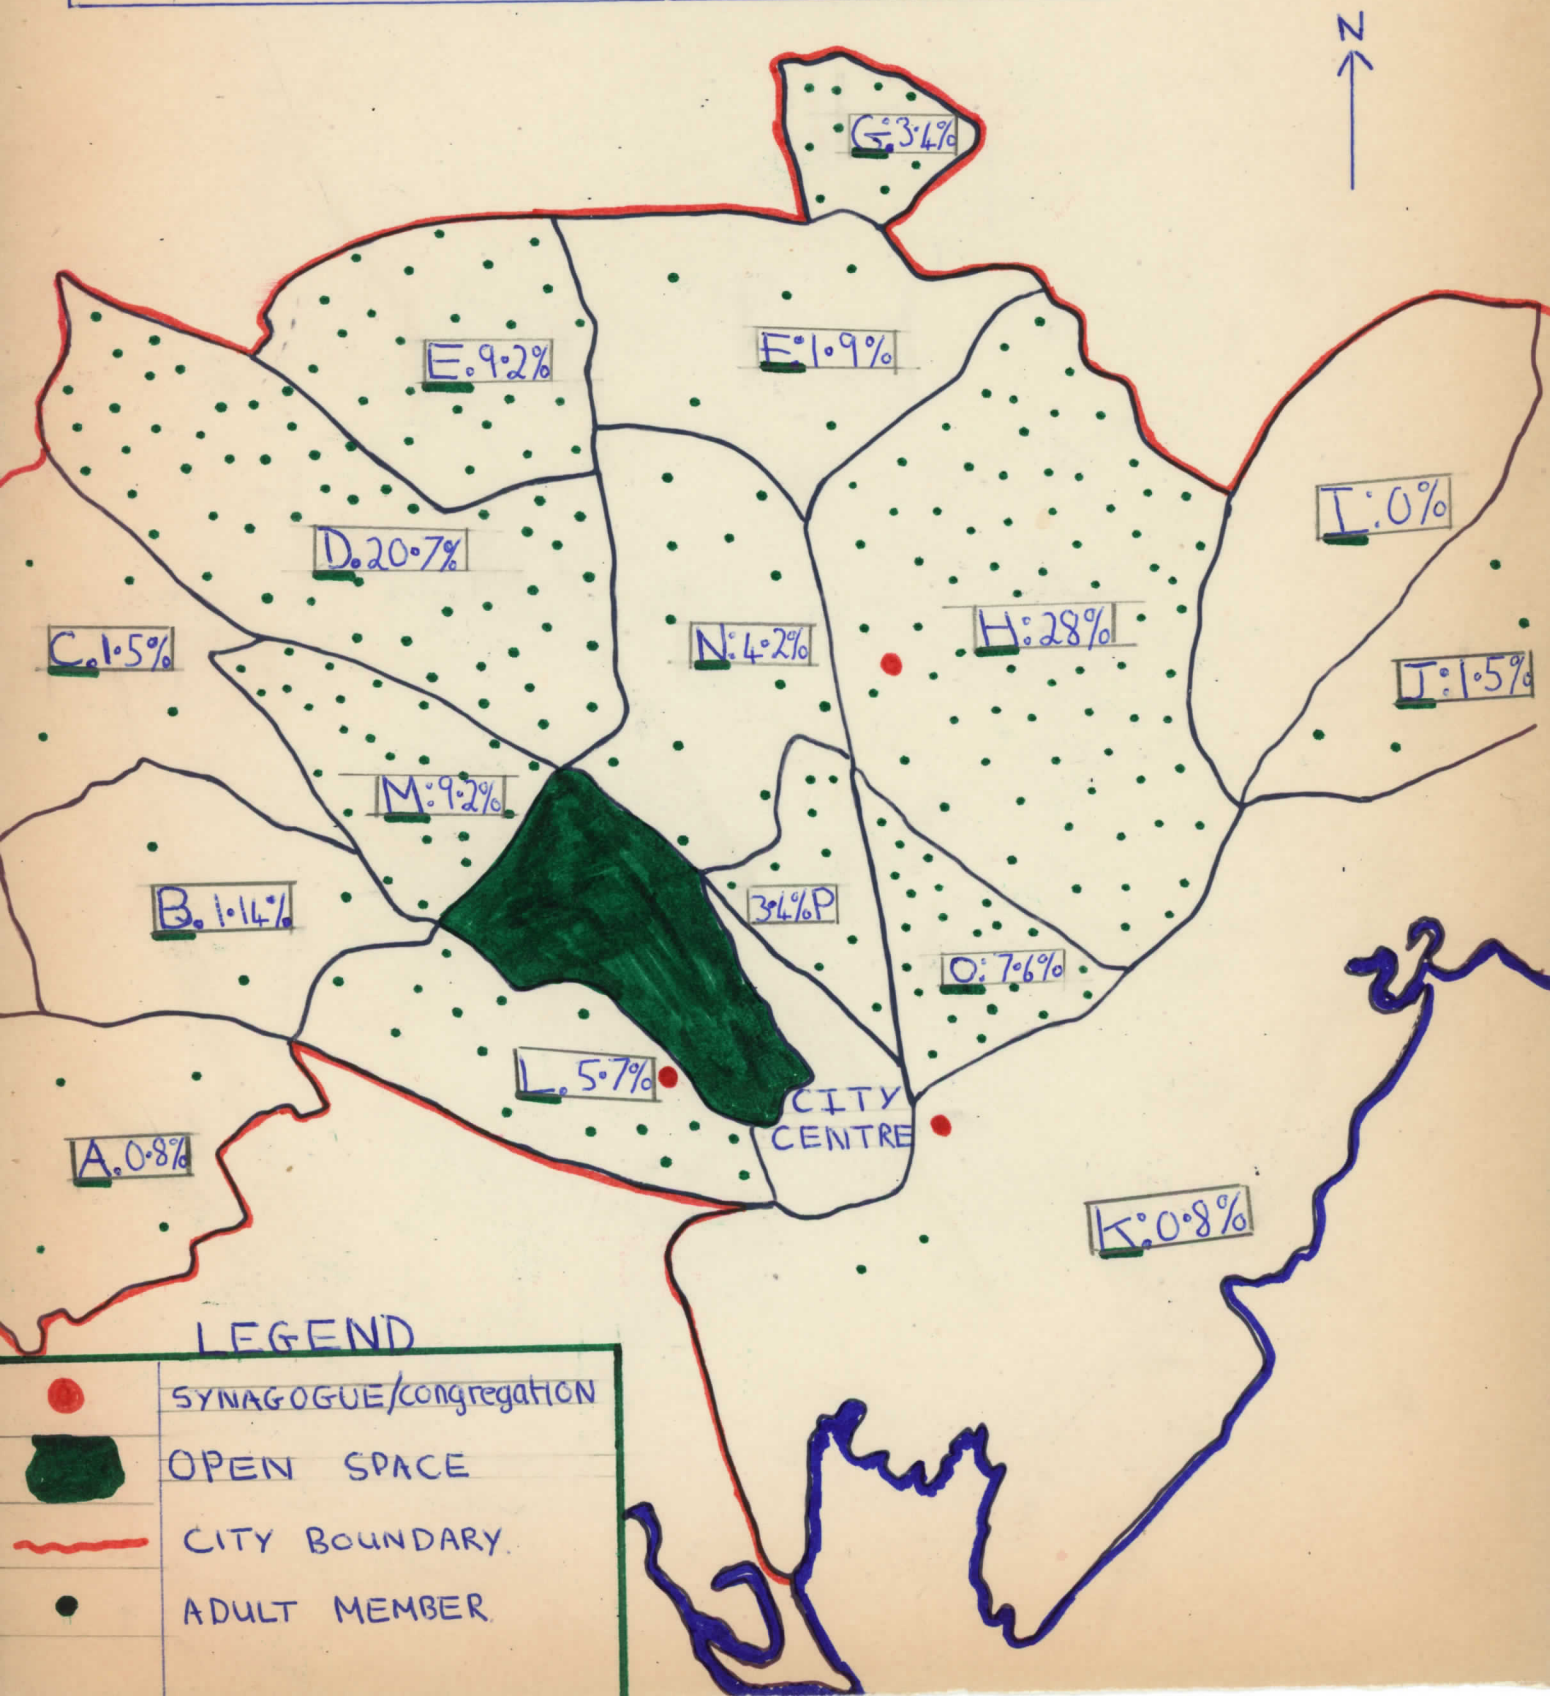 N
G:3·4%
E.9·2%
F:1·9%
I:0%
D.20·7%
H:28%
C.1·5%
N:4·2%
J:1·5%
M:9·2%
B.1·14%
3·4%P
O:7·6%
L.5·7%
CITY
CENTRE
A.0·8%
K:0·8%
LEGEND
SYNAGOGUE/congregation
OPEN SPACE
CITY BOUNDARY.
ADULT MEMBER